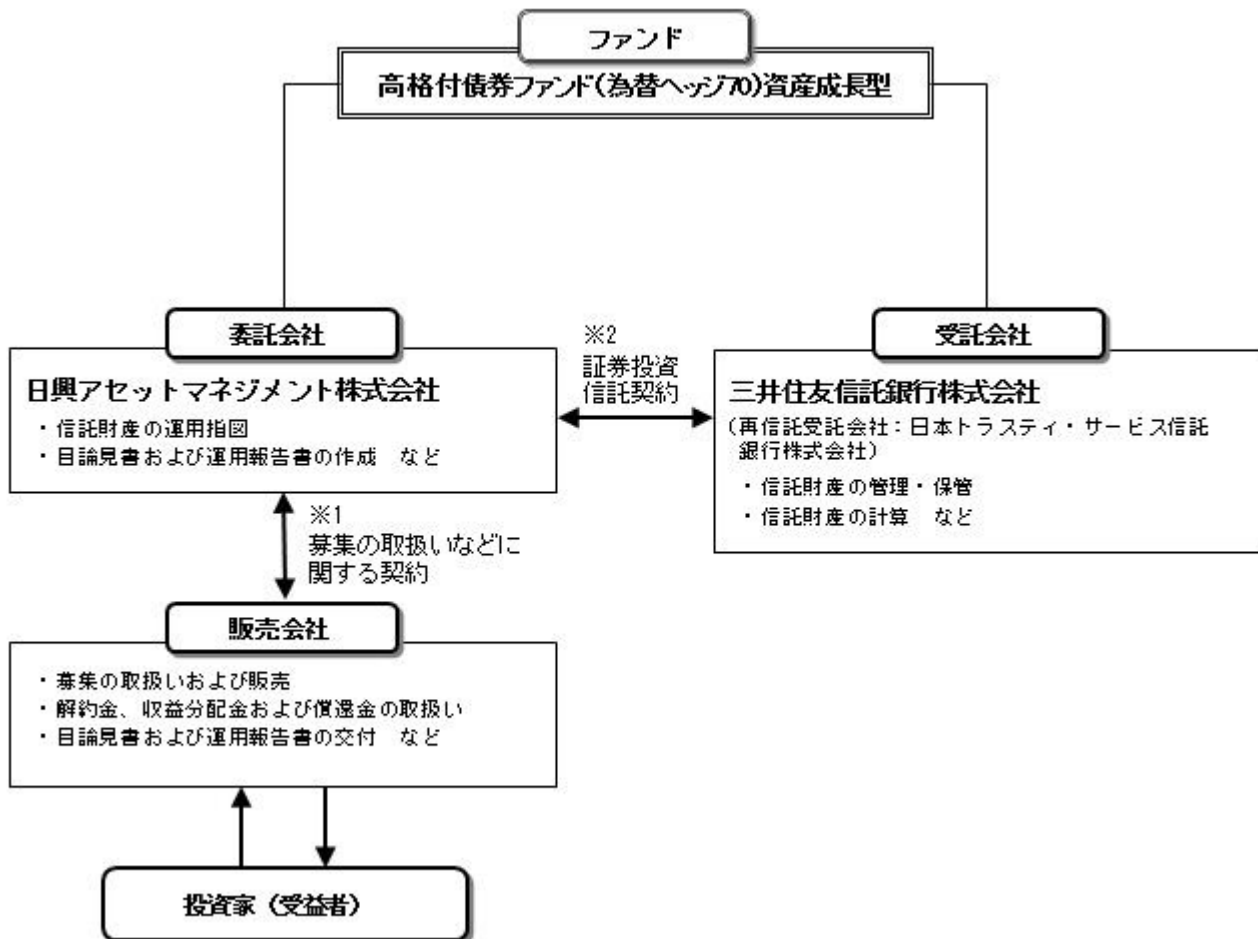 ファンド
高格付債券ファンド(為替ヘッジ70)資産成長型
委託会社
日興アセットマネジメント株式会社
・信託財産の運用指図
・目論見書および運用報告書の作成 など
※2
証券投資
信託契約
受託会社
三井住友信託銀行株式会社
(再信託受託会社:日本トラスティ・サービス信託
銀行株式会社)
・信託財産の管理・保管
・信託財産の計算 など
※1
募集の取扱いなどに
関する契約
販売会社
・募集の取扱いおよび販売
・解約金、収益分配金および償還金の取扱い
・目論見書および運用報告書の交付 など
投資家(受益者)